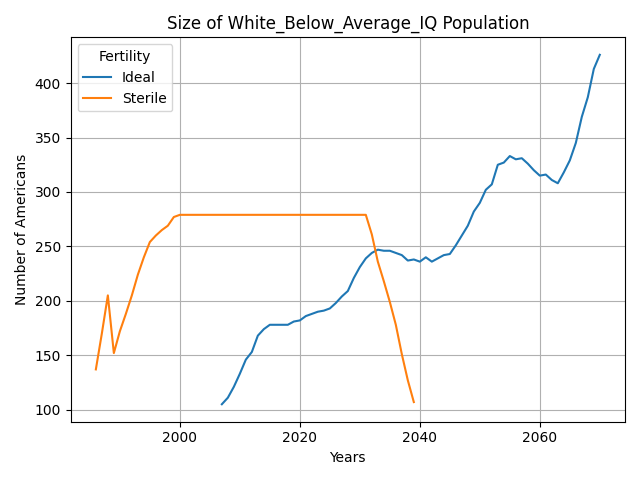 Size of White_Below_Average_IQ Population
Fertility
Ideal
Sterile
Number of Americans
400
350
300
250
200
150
100
2000
2020
2040
2060
Years